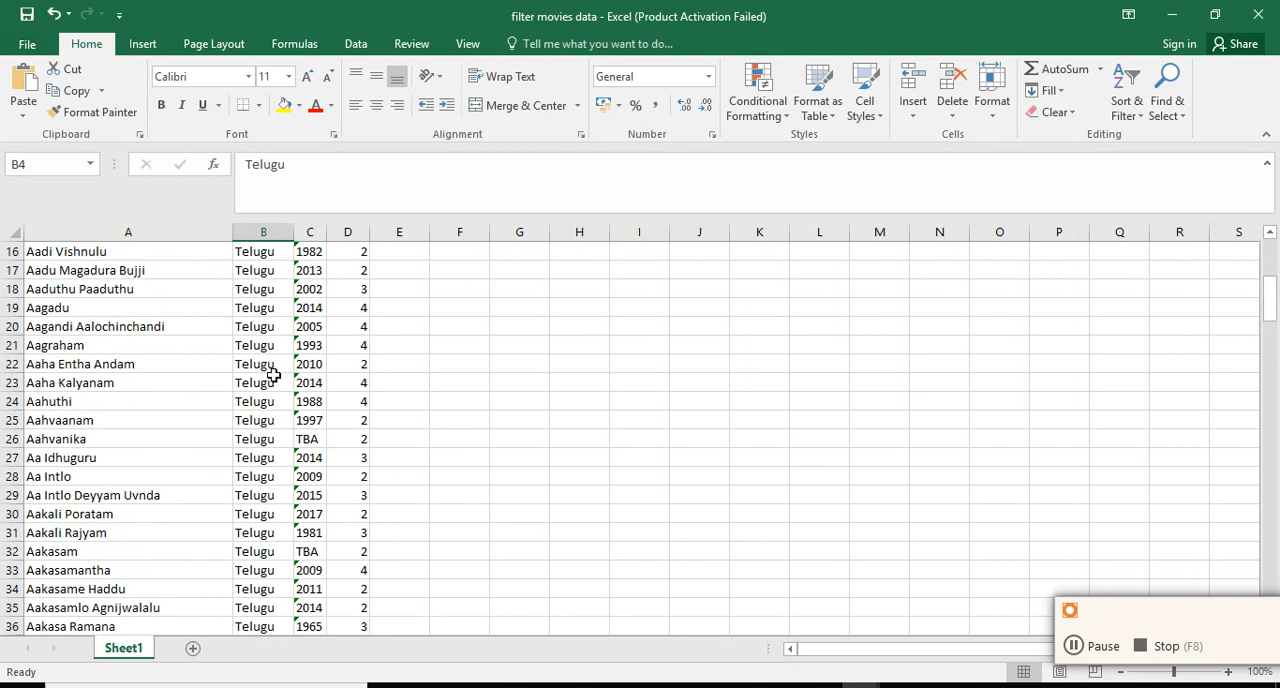 filter movies data - Excel (Product Activation Failed)
File Home Insert Page Layout Formulas Data Review View Tell me what you want to do... Sign in Share
Paste Cut Copy Format Painter Clipboard
Calibri 11 B I U A Font
Wrap Text Merge & Center Alignment
General % Number
Conditional Formatting Format as Table Cell Styles Styles
Insert Delete Format Cells
AutoSum Fill Clear Sort & Filter Find & Select Editing
B4 fx Telugu
A B C D E F G H I J K L M N O P Q R S
16 Aadi Vishnulu Telugu 1982 2
17 Aadu Magadura Bujji Telugu 2013 2
18 Aaduthu Paaduthu Telugu 2002 3
19 Aagadu Telugu 2014 4
20 Aagandi Aalochinchandi Telugu 2005 4
21 Aagraham Telugu 1993 4
22 Aaha Entha Andam Telugu 2010 2
23 Aaha Kalyanam Telugu 2014 4
24 Aahuthi Telugu 1988 4
25 Aahvaanam Telugu 1997 2
26 Aahvanika Telugu TBA 2
27 Aa Idhuguru Telugu 2014 3
28 Aa Intlo Telugu 2009 2
29 Aa Intlo Deyyam Uvnda Telugu 2015 3
30 Aakali Poratam Telugu 2017 2
31 Aakali Rajyam Telugu 1981 3
32 Aakasam Telugu TBA 2
33 Aakasamantha Telugu 2009 4
34 Aakasame Haddu Telugu 2011 2
35 Aakasamlo Agnijwalalu Telugu 2014 2
36 Aakasa Ramana Telugu 1965 3
Pause Stop (F8)
Sheet1
Ready 100%